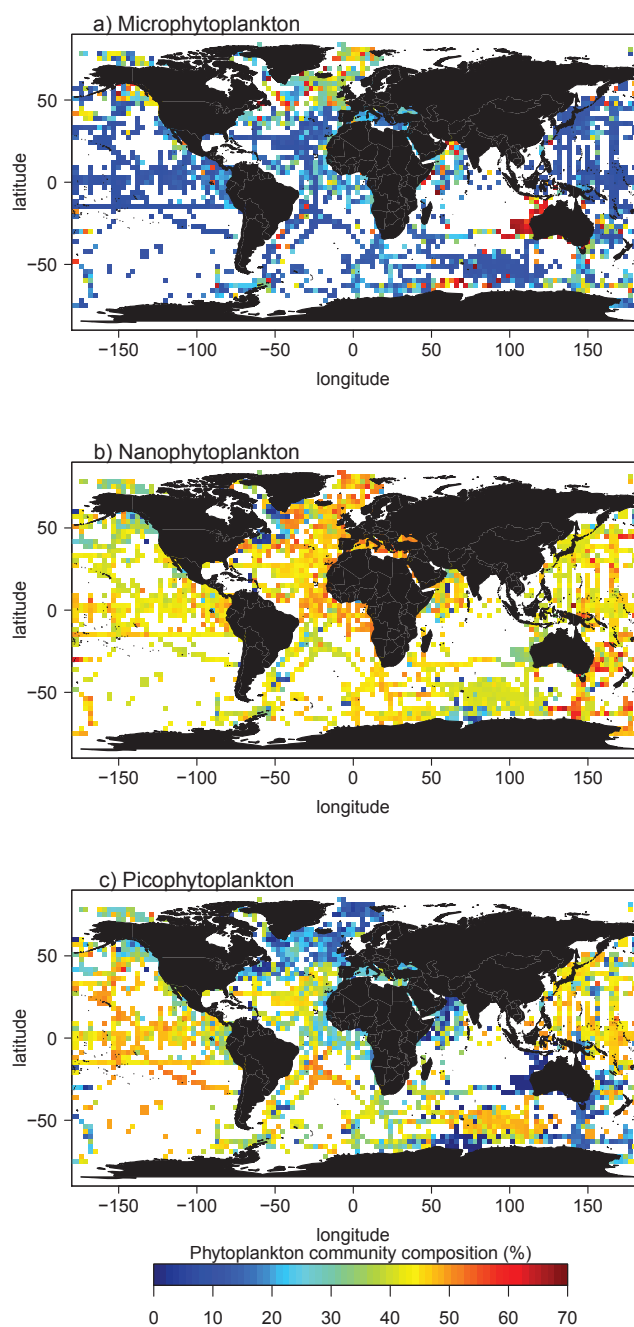 a) Microphytoplankton
50
0
−50
latitude
−150 −100 −50 0 50 100 150
longitude
b) Nanophytoplankton
50
0
−50
latitude
−150 −100 −50 0 50 100 150
longitude
c) Picophytoplankton
50
0
−50
latitude
−150 −100 −50 0 50 100 150
longitude
Phytoplankton community composition (%)
0 10 20 30 40 50 60 70